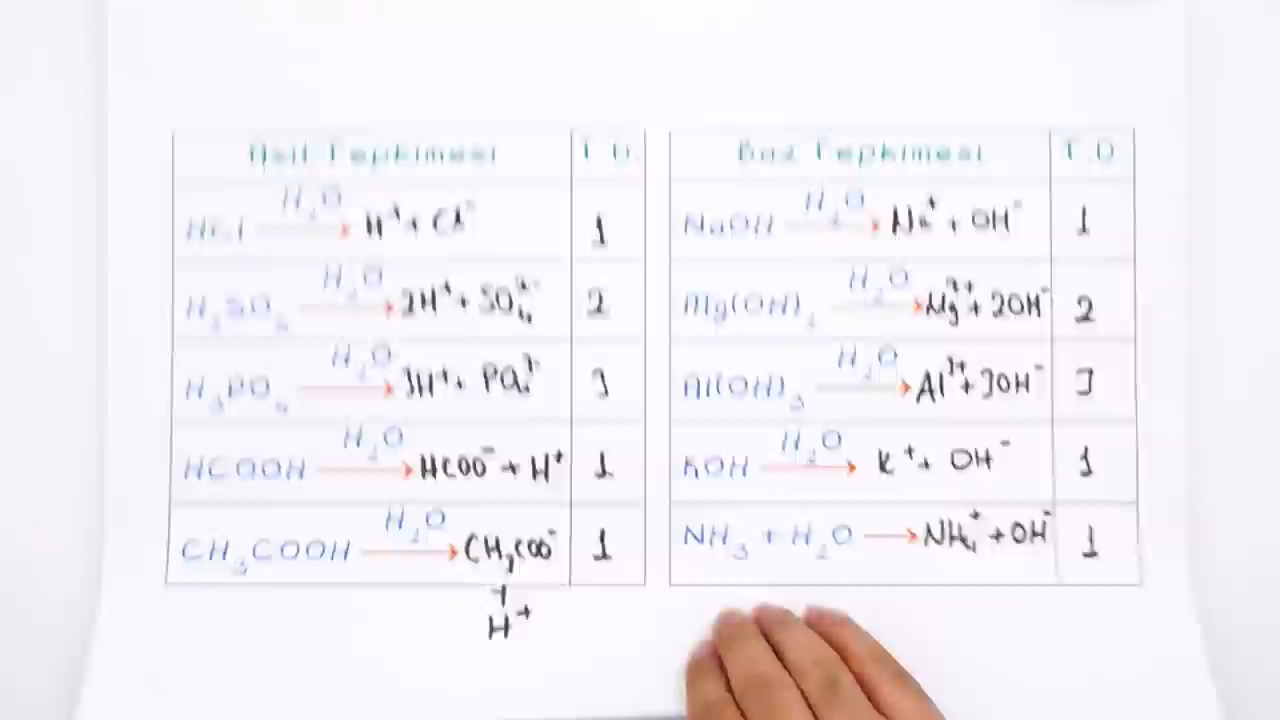 Asit Tepkimesi T.D.
HCl H₂O → H⁺ + Cl⁻ 1
H₂SO₄ H₂O → 2H⁺ + SO₄²⁻ 2
H₃PO₄ H₂O → 3H⁺ + PO₄³⁻ 3
HCOOH H₂O → HCOO⁻ + H⁺ 1
CH₃COOH H₂O → CH₃COO⁻ 1
+
H⁺
Baz Tepkimesi T.D.
NaOH H₂O → Na⁺ + OH⁻ 1
Mg(OH)₂ H₂O → Mg²⁺ + 2OH⁻ 2
Al(OH)₃ H₂O → Al³⁺ + 3OH⁻ 3
KOH H₂O → K⁺ + OH⁻ 1
NH₃ + H₂O → NH₄⁺ + OH⁻ 1